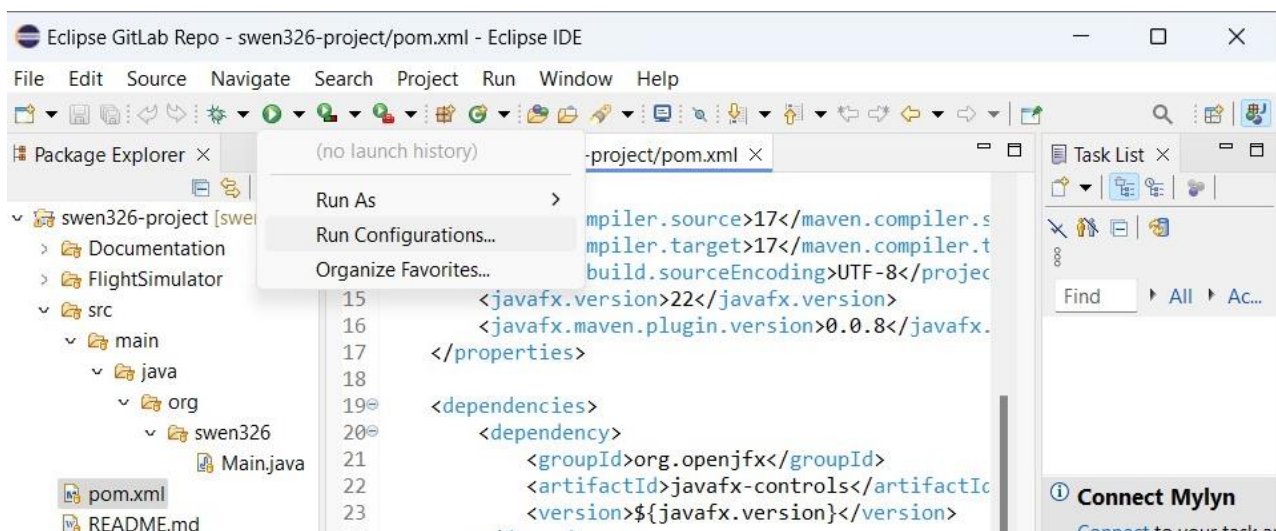 Eclipse GitLab Repo - swen326-project/pom.xml - Eclipse IDE
File Edit Source Navigate Search Project Run Window Help
Package Explorer
-project/pom.xml
Task List
(no launch history)
Run As
Run Configurations...
Organize Favorites...
swen326-project [swe
Documentation
FlightSimulator
src
main
java
org
swen326
Main.java
pom.xml
README.md
mpiler.source>17</maven.compiler.s
mpiler.target>17</maven.compiler.t
build.sourceEncoding>UTF-8</projec
15 <javafx.version>22</javafx.version>
16 <javafx.maven.plugin.version>0.0.8</javafx.
17 </properties>
18
19 <dependencies>
20 <dependency>
21 <groupId>org.openjfx</groupId>
22 <artifactId>javafx-controls</artifactId
23 <version>${javafx.version}</version>
Find All Ac...
Connect Mylyn
Connect to your task a